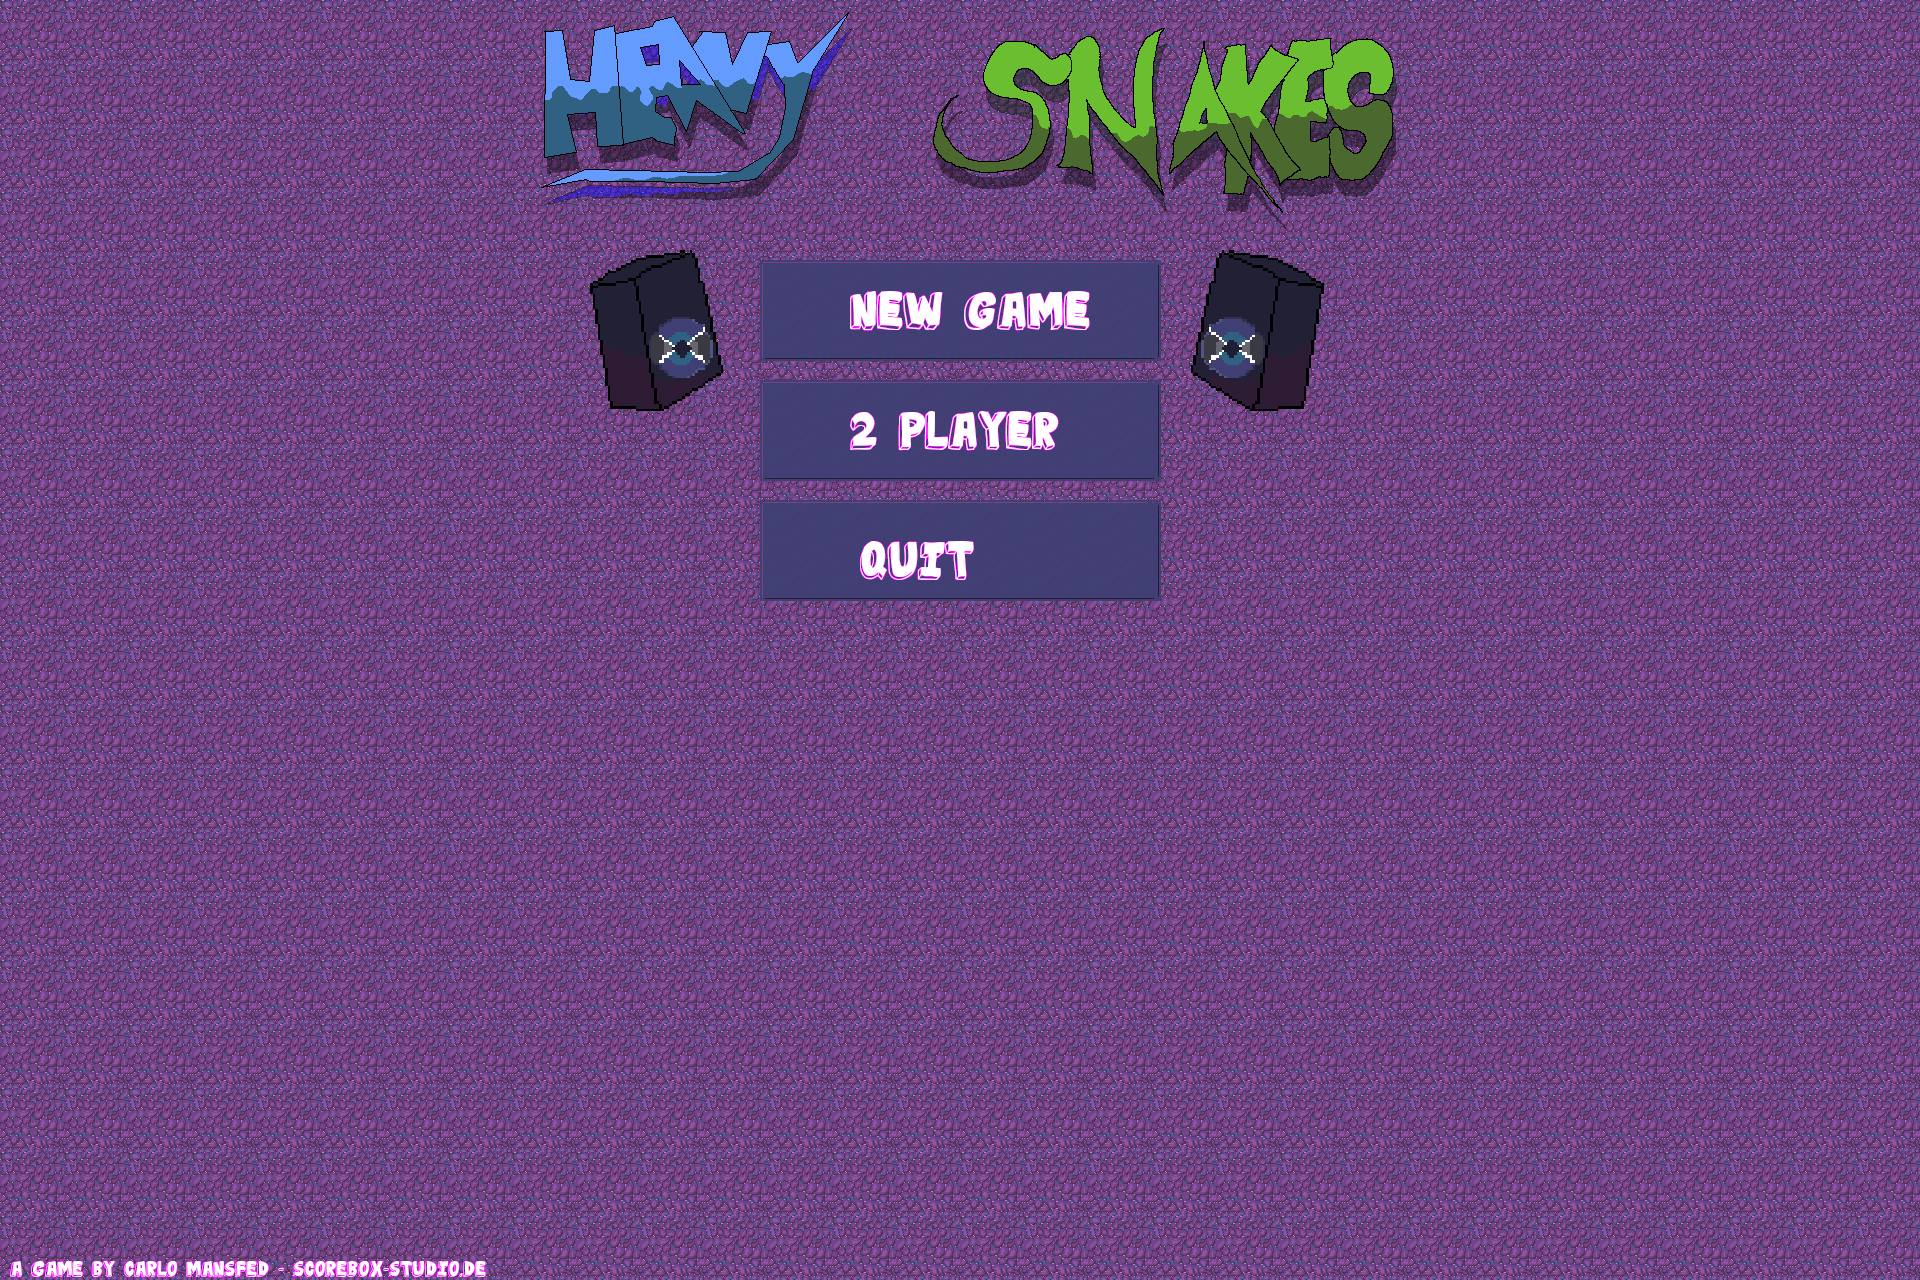 HEAVY SNAKES
NEW GAME
2 PLAYER
QUIT
A GAME BY CARLO MANSFED - SCOREBOX-STUDIO.DE